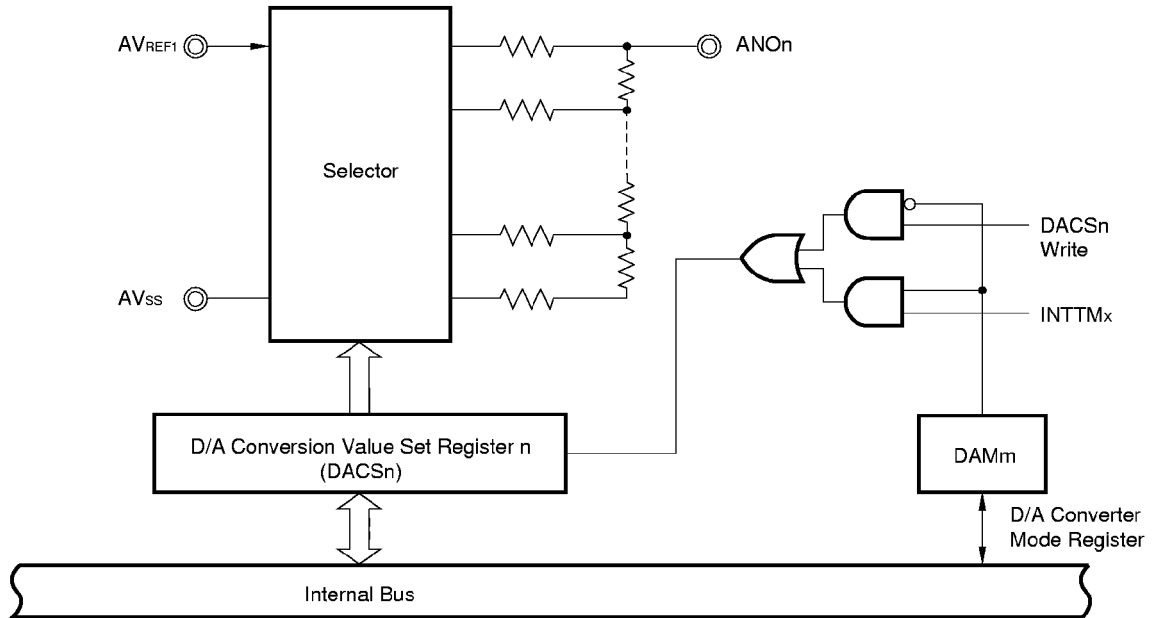 AVREF1
ANOn
Selector
DACSn
Write
AVSS
INTTMx
D/A Conversion Value Set Register n
(DACSn)
DAMm
D/A Converter
Mode Register
Internal Bus